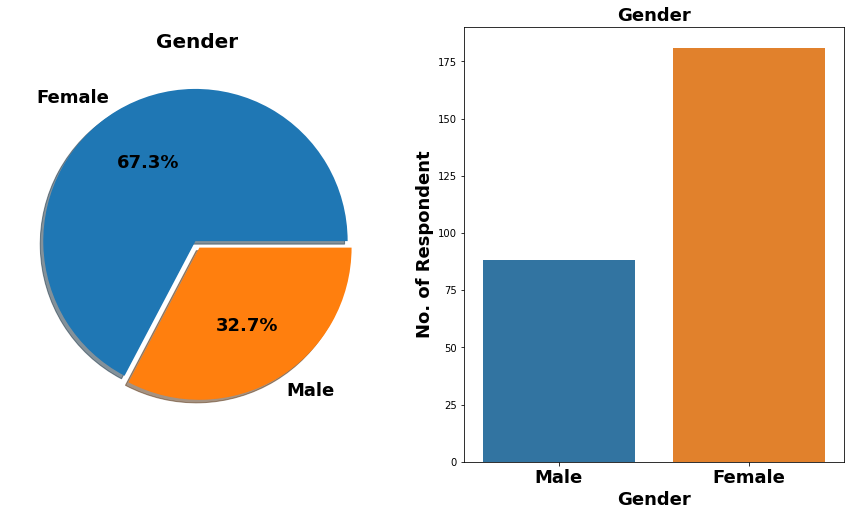 Gender
Female
67.3%
32.7%
Male
Gender
No. of Respondent
175
150
125
100
75
50
25
0
Male Female
Gender